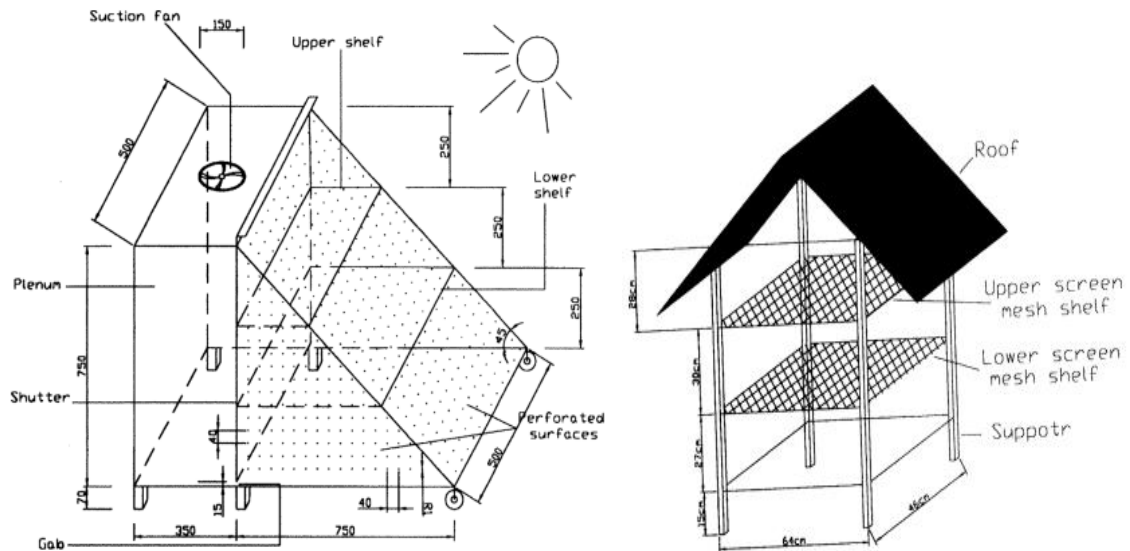 Suction fan
150
Upper shelf
500
250
Lower
shelf
250
Plenum
250
45
750
Shutter
Perforated
surfaces
40
500
70
15
40
18
350
750
Gab
Roof
28cm
Upper screen
mesh shelf
30cm
Lower screen
mesh shelf
27cm
Suppotr
15cm
46cm
64cm